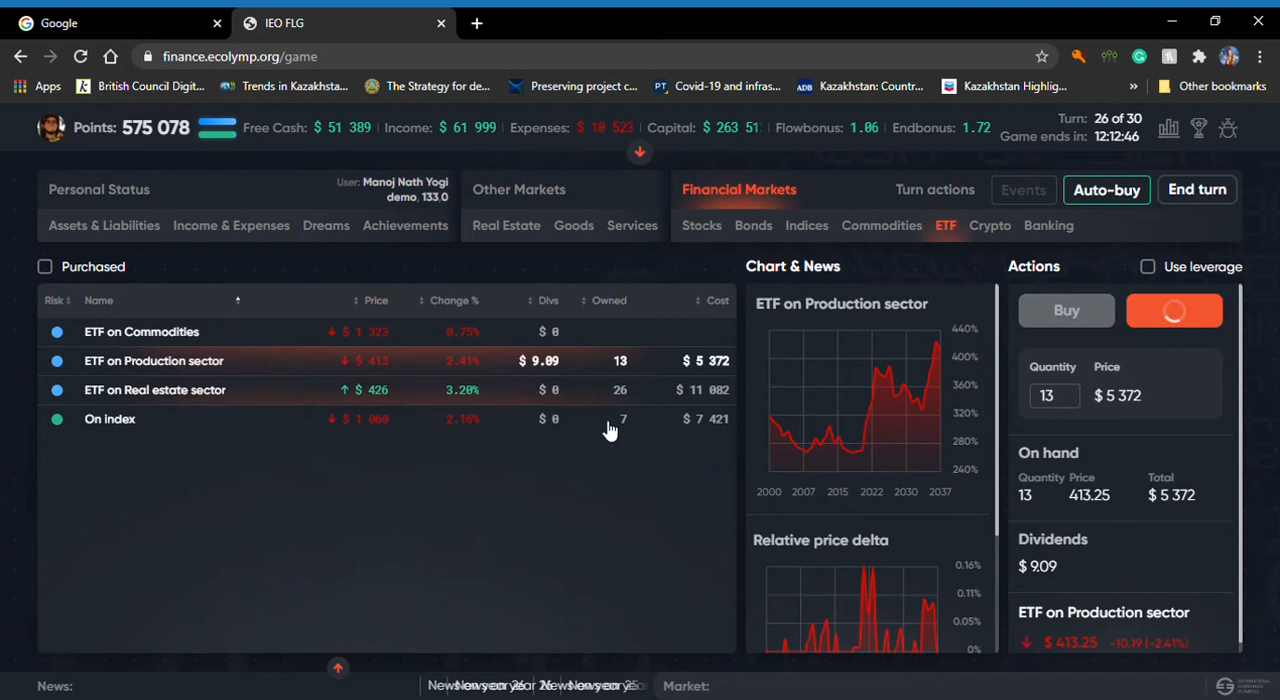 Google
IEO FLG
finance.ecolymp.org/game
Apps British Council Digit... Trends in Kazakhsta... The Strategy for de... Preserving project c... PT Covid-19 and infras... ADB Kazakhstan: Countr... Kazakhstan Highlig... » Other bookmarks
Points: 575 078 Free Cash: $ 51 389 Income: $ 61 999 Expenses: $ 10 523 Capital: $ 263 51 Flowbonus: 1.06 Endbonus: 1.72
Turn: 26 of 30
Game ends in: 12:12:46
Personal Status
User: Manoj Nath Yogi
demo, 133,0
Assets & Liabilities Income & Expenses Dreams Achievements
Other Markets
Real Estate Goods Services
Financial Markets
Turn actions Events Auto-buy End turn
Stocks Bonds Indices Commodities ETF Crypto Banking
Purchased
Risk Name Price Change % Divs Owned Cost
ETF on Commodities ↓ $ 1 323 0.75% $ 0
ETF on Production sector ↓ $ 413 2.41% $ 9.09 13 $ 5 372
ETF on Real estate sector ↑ $ 426 3.20% $ 0 26 $ 11 082
On index ↓ $ 1 060 2.16% $ 0 7 $ 7 421
Chart & News
ETF on Production sector
440%
400%
360%
320%
280%
240%
2000 2007 2015 2022 2030 2037
Relative price delta
0.16%
0.11%
0.05%
0%
Actions
Use leverage
Buy
Quantity Price
13 $ 5 372
On hand
Quantity Price Total
13 413.25 $ 5 372
Dividends
$ 9.09
ETF on Production sector
↓ $ 413.25 -10.19 (-2.41%)
News:
Market: